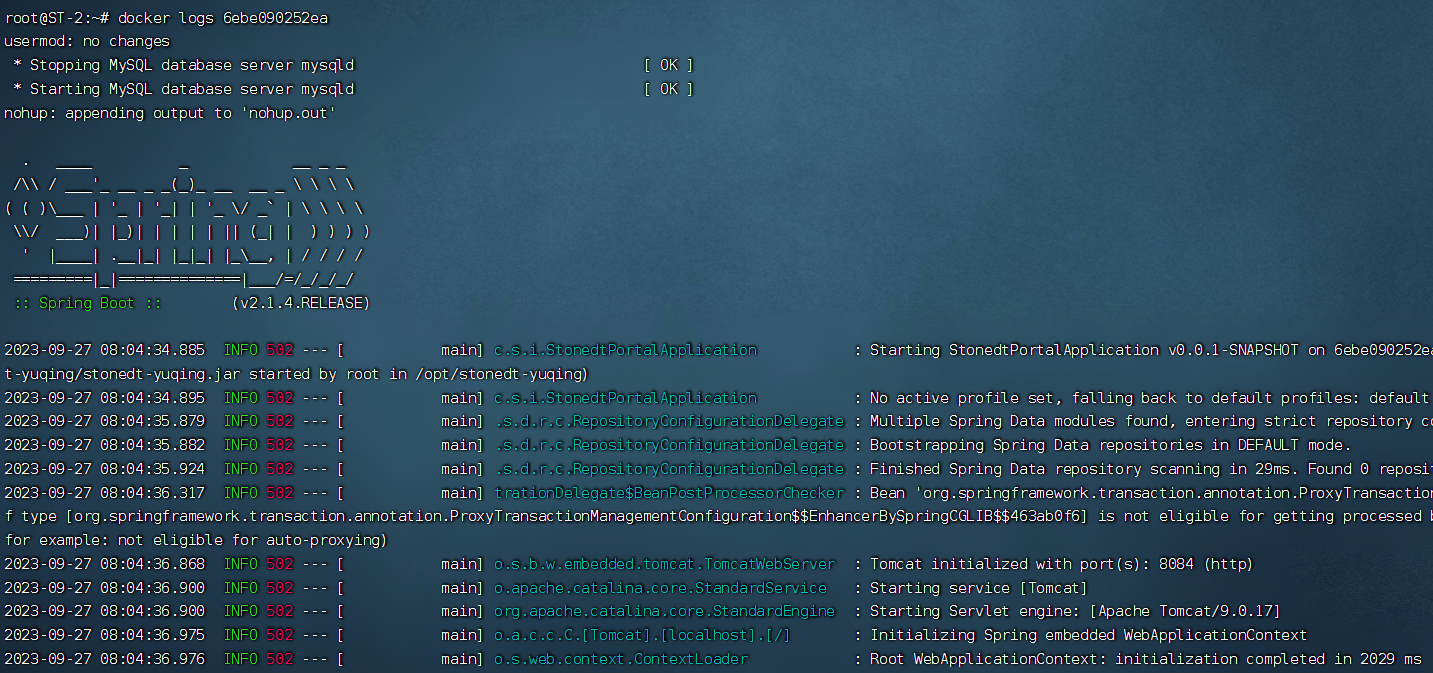 root@ST-2:~# docker logs 6ebe090252ea
usermod: no changes
 * Stopping MySQL database server mysqld                                  [ OK ]
 * Starting MySQL database server mysqld                                  [ OK ]
nohup: appending output to 'nohup.out'

  .   ____          _            __ _ _
 /\\ / ___'_ __ _ _(_)_ __  __ _ \ \ \ \
( ( )\___ | '_ | '_| | '_ \/ _` | \ \ \ \
 \\/  ___)| |_)| | | | | || (_| |  ) ) ) )
  '  |____| .__|_| |_|_| |_\__, | / / / /
 =========|_|==============|___/=/_/_/_/
 :: Spring Boot ::        (v2.1.4.RELEASE)

2023-09-27 08:04:34.885  INFO 502 --- [           main] c.s.i.StonedtPortalApplication           : Starting StonedtPortalApplication v0.0.1-SNAPSHOT on 6ebe090252ea
t-yuqing/stonedt-yuqing.jar started by root in /opt/stonedt-yuqing)
2023-09-27 08:04:34.895  INFO 502 --- [           main] c.s.i.StonedtPortalApplication           : No active profile set, falling back to default profiles: default
2023-09-27 08:04:35.879  INFO 502 --- [           main] .s.d.r.c.RepositoryConfigurationDelegate : Multiple Spring Data modules found, entering strict repository co
2023-09-27 08:04:35.882  INFO 502 --- [           main] .s.d.r.c.RepositoryConfigurationDelegate : Bootstrapping Spring Data repositories in DEFAULT mode.
2023-09-27 08:04:35.924  INFO 502 --- [           main] .s.d.r.c.RepositoryConfigurationDelegate : Finished Spring Data repository scanning in 29ms. Found 0 reposit
2023-09-27 08:04:36.317  INFO 502 --- [           main] trationDelegate$BeanPostProcessorChecker : Bean 'org.springframework.transaction.annotation.ProxyTransaction
f type [org.springframework.transaction.annotation.ProxyTransactionManagementConfiguration$$EnhancerBySpringCGLIB$$463ab0f6] is not eligible for getting processed b
for example: not eligible for auto-proxying)
2023-09-27 08:04:36.868  INFO 502 --- [           main] o.s.b.w.embedded.tomcat.TomcatWebServer  : Tomcat initialized with port(s): 8084 (http)
2023-09-27 08:04:36.900  INFO 502 --- [           main] o.apache.catalina.core.StandardService   : Starting service [Tomcat]
2023-09-27 08:04:36.900  INFO 502 --- [           main] org.apache.catalina.core.StandardEngine  : Starting Servlet engine: [Apache Tomcat/9.0.17]
2023-09-27 08:04:36.975  INFO 502 --- [           main] o.a.c.c.C.[Tomcat].[localhost].[/]       : Initializing Spring embedded WebApplicationContext
2023-09-27 08:04:36.976  INFO 502 --- [           main] o.s.web.context.ContextLoader            : Root WebApplicationContext: initialization completed in 2029 ms